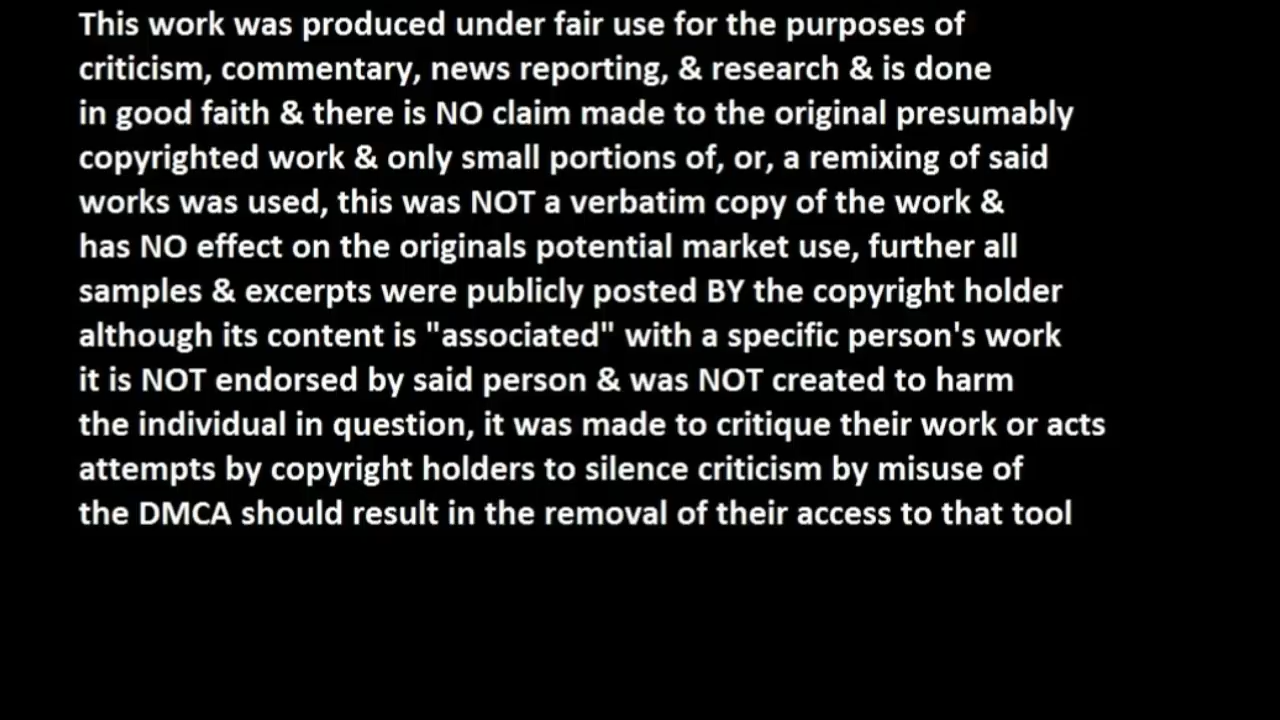 This work was produced under fair use for the purposes of
criticism, commentary, news reporting, & research & is done
in good faith & there is NO claim made to the original presumably
copyrighted work & only small portions of, or, a remixing of said
works was used, this was NOT a verbatim copy of the work &
has NO effect on the originals potential market use, further all
samples & excerpts were publicly posted BY the copyright holder
although its content is "associated" with a specific person's work
it is NOT endorsed by said person & was NOT created to harm
the individual in question, it was made to critique their work or acts
attempts by copyright holders to silence criticism by misuse of
the DMCA should result in the removal of their access to that tool